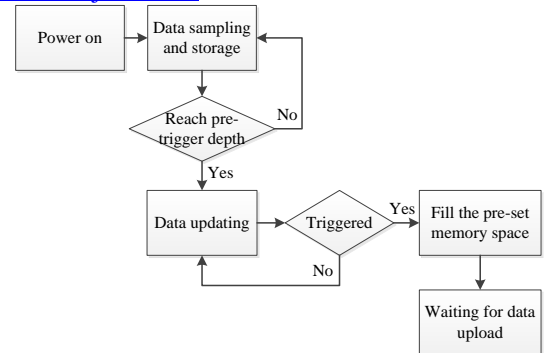 Power on
Data sampling
and storage
No
Reach pre-
trigger depth
Yes
Data updating
Triggered
Yes
Fill the pre-set
memory space
No
Waiting for data
upload